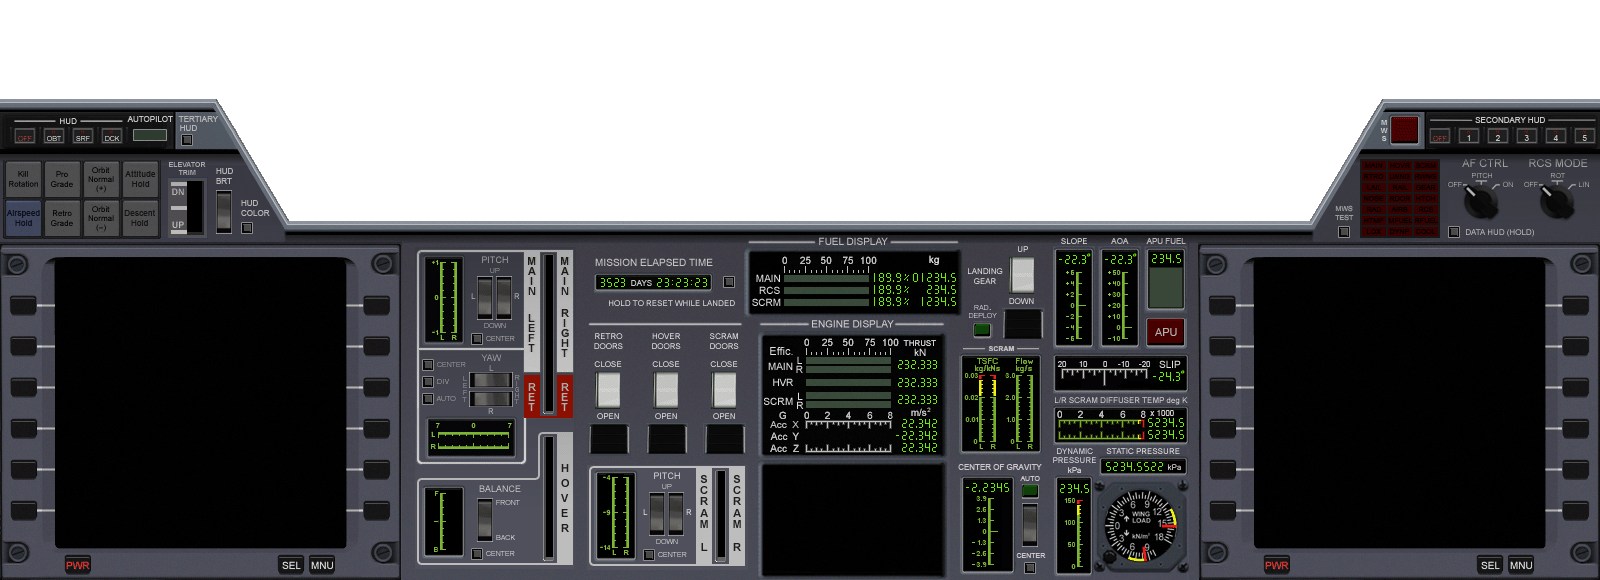 HUD
OFF OBT SRF DCK
AUTOPILOT
TERTIARY
HUD
Kill
Rotation
Pro
Grade
Orbit
Normal
(+)
Attitude
Hold
Airspeed
Hold
Retro
Grade
Orbit
Normal
(−)
Descent
Hold
ELEVATOR
TRIM
DN
UP
HUD
BRT
HUD
COLOR
PWR
SEL
MNU
PITCH
UP
L R
DOWN
CENTER
+1
0
-1
L R
MAIN LEFT
MAIN RIGHT
RET
RET
YAW
CENTER
DIV
AUTO
L
LEFT
RIGHT
R
7 0 7
L
R
HOVER
BALANCE
FRONT
BACK
CENTER
F
B
MISSION ELAPSED TIME
3523 DAYS 23:23:23
HOLD TO RESET WHILE LANDED
RETRO
DOORS
HOVER
DOORS
SCRAM
DOORS
CLOSE CLOSE CLOSE
OPEN OPEN OPEN
PITCH
UP
L R
DOWN
CENTER
-4
-9
-14
L R
SCRAM L
SCRAM R
FUEL DISPLAY
0 25 50 75 100 kg
MAIN 189.9% 01234.5
RCS 189.9% 234.5
SCRM 189.9% 1234.5
ENGINE DISPLAY
0 25 50 75 100 THRUST
Effic. kN
MAIN L R 232.333
HVR 232.333
SCRM L R 232.333
G 0 2 4 6 8 m/s²
Acc X 22.342
Acc Y -22.342
Acc Z 22.342
UP
LANDING
GEAR
DOWN
RAD.
DEPLOY
SCRAM
TSFC
kg/kNs
Flow
kg/s
0.03 3.0
0.02 2.0
0.01 1.0
0 0
L R L R
CENTER OF GRAVITY
-2.2345
AUTO
3.9
2.6
1.3
-1.3
-2.6
-3.9
CENTER
SLOPE
-22.3°
+6
+4
+2
0
-2
-4
-6
AOA
-22.3°
+50
+40
+30
+20
+10
0
-10
APU FUEL
234.5
APU
20 10 0 -10 -20 SLIP
-24.3°
L/R SCRAM DIFFUSER TEMP deg K
0 2 4 6 8 x 1000
5234.5
5234.5
DYNAMIC
PRESSURE
kPa
234.5
150
100
50
0
STATIC PRESSURE
5234.5522 kPa
WING
LOAD
kN/m²
MWS
SECONDARY HUD
OFF 1 2 3 4 5
AF CTRL
PITCH
OFF ON
RCS MODE
ROT
OFF LIN
MWS
TEST
DATA HUD (HOLD)
PWR
SEL
MNU